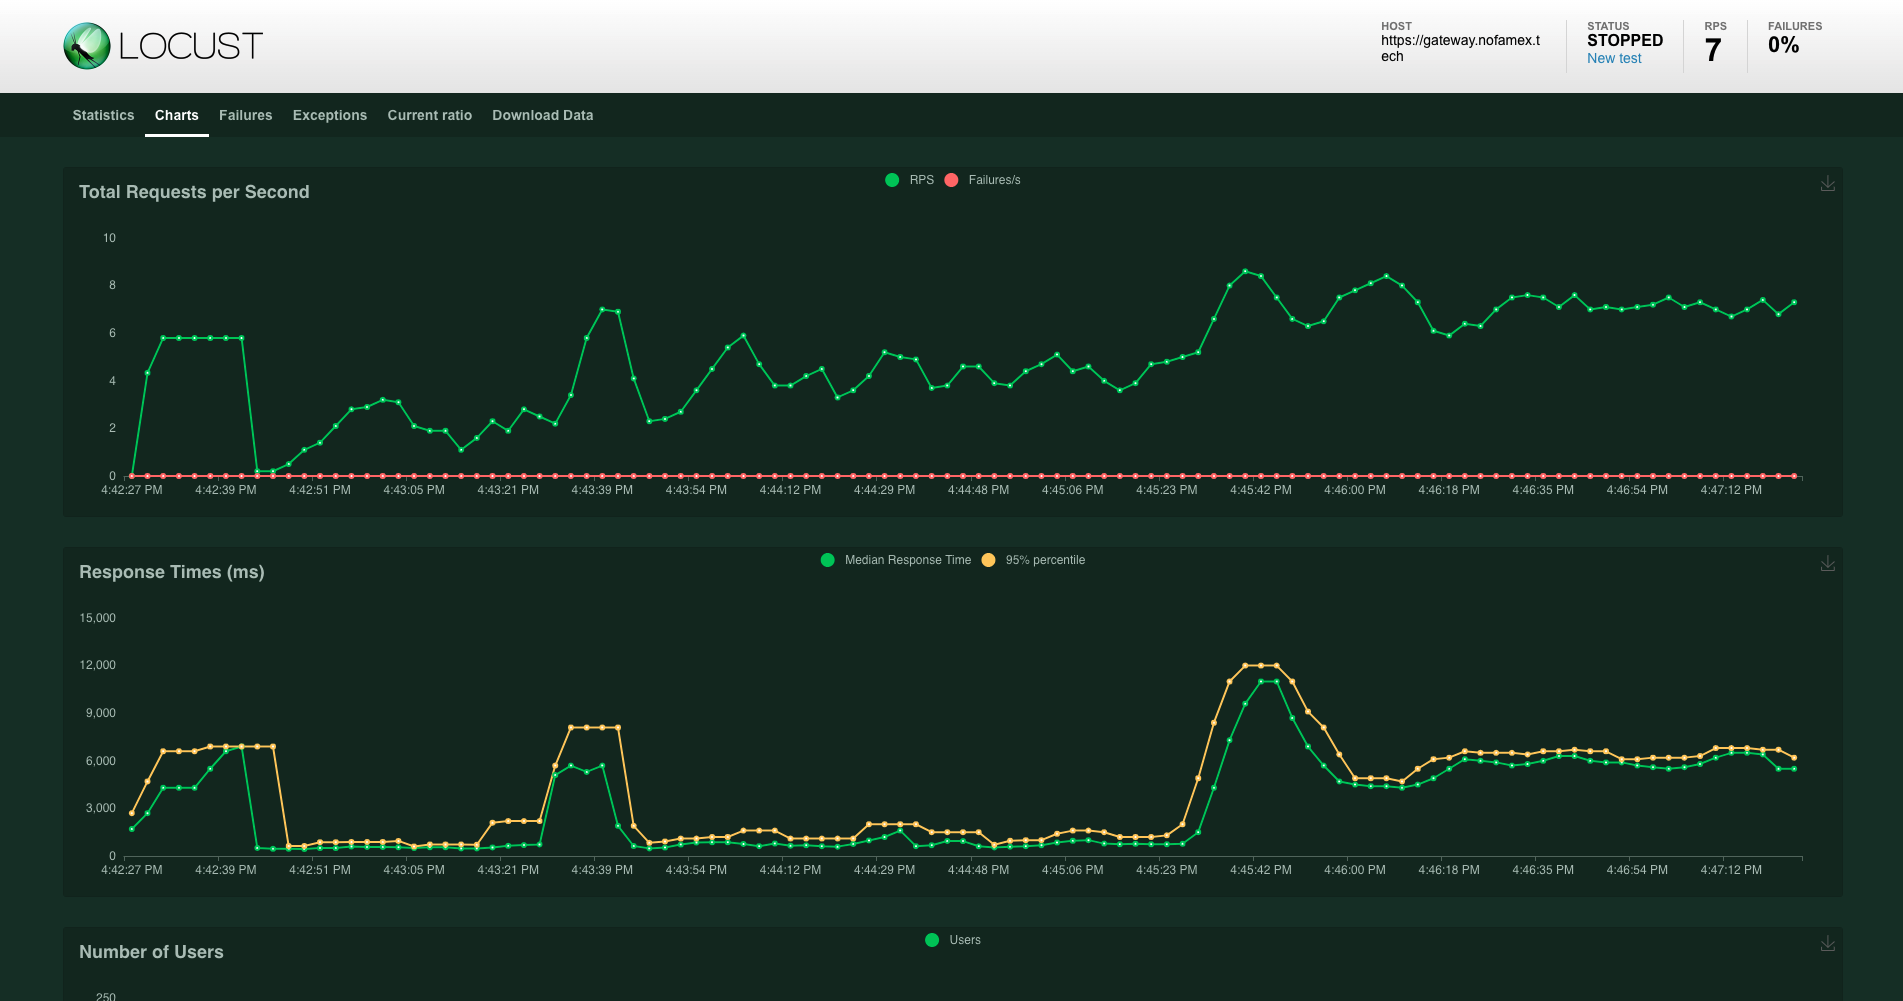 LOCUST
HOST
https://gateway.nofamex.t
ech
STATUS
STOPPED
New test
RPS
7
FAILURES
0%
Statistics Charts Failures Exceptions Current ratio Download Data
Total Requests per Second
RPS Failures/s
10
8
6
4
2
0
4:42:27 PM 4:42:39 PM 4:42:51 PM 4:43:05 PM 4:43:21 PM 4:43:39 PM 4:43:54 PM 4:44:12 PM 4:44:29 PM 4:44:48 PM 4:45:06 PM 4:45:23 PM 4:45:42 PM 4:46:00 PM 4:46:18 PM 4:46:35 PM 4:46:54 PM 4:47:12 PM
Response Times (ms)
Median Response Time 95% percentile
15,000
12,000
9,000
6,000
3,000
0
4:42:27 PM 4:42:39 PM 4:42:51 PM 4:43:05 PM 4:43:21 PM 4:43:39 PM 4:43:54 PM 4:44:12 PM 4:44:29 PM 4:44:48 PM 4:45:06 PM 4:45:23 PM 4:45:42 PM 4:46:00 PM 4:46:18 PM 4:46:35 PM 4:46:54 PM 4:47:12 PM
Number of Users
Users
250